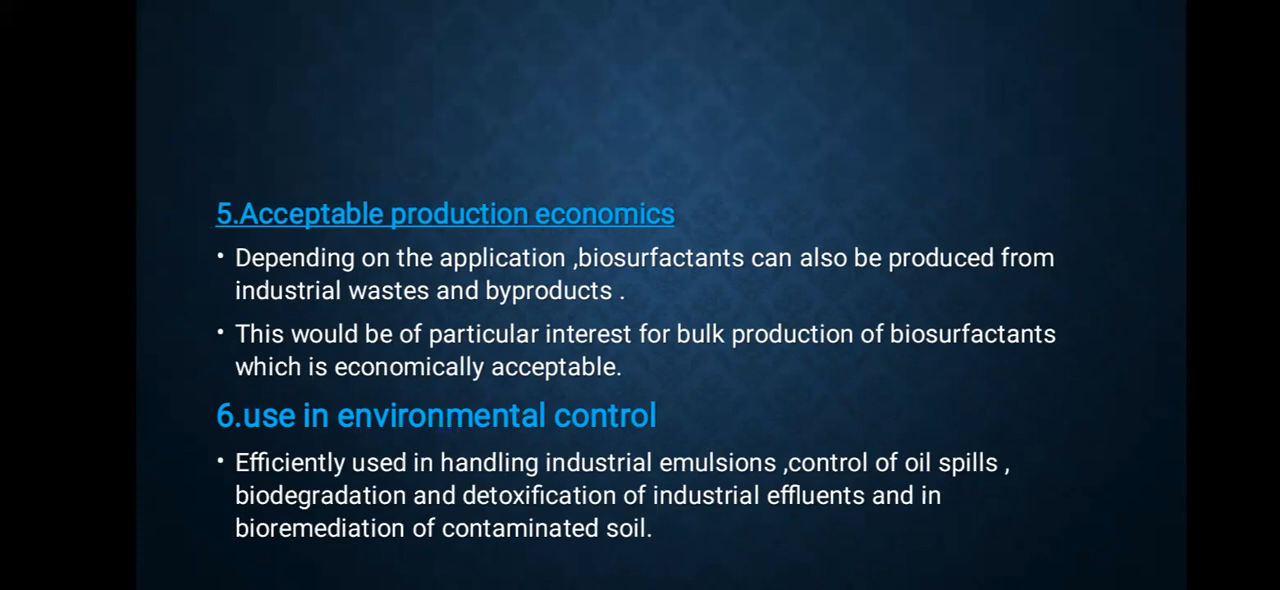 5.Acceptable production economics
• Depending on the application ,biosurfactants can also be produced from
industrial wastes and byproducts .
• This would be of particular interest for bulk production of biosurfactants
which is economically acceptable.
6.use in environmental control
• Efficiently used in handling industrial emulsions ,control of oil spills ,
biodegradation and detoxification of industrial effluents and in
bioremediation of contaminated soil.